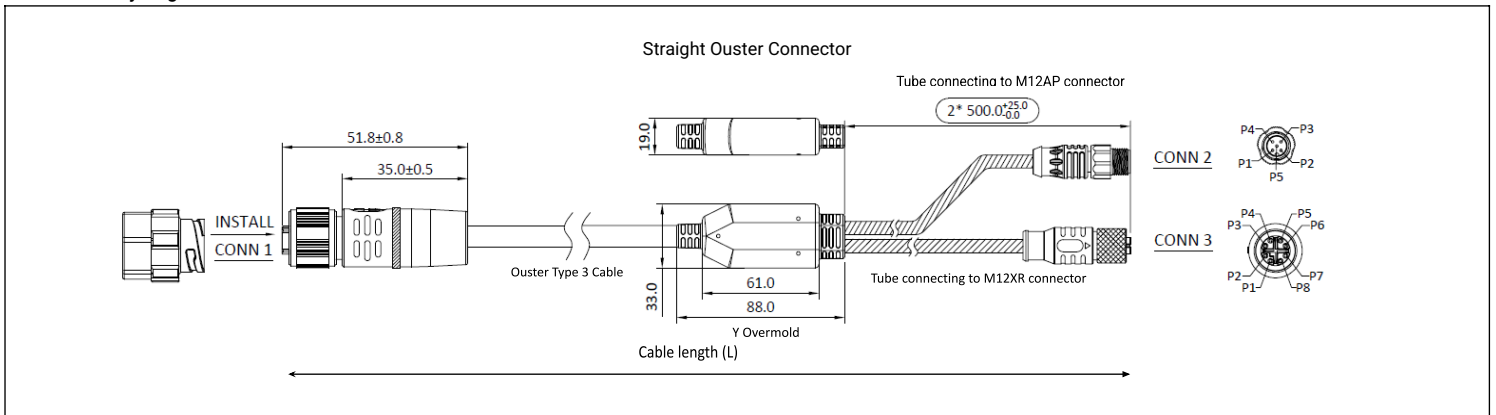 Straight Ouster Connector
Tube connecting to M12AP connector
2* 500.0+25.0-0.0
51.8±0.8
35.0±0.5
19.0
P4
P3
CONN 2
P1
P2
P5
INSTALL
CONN 1
P4
P5
P3
P6
CONN 3
Ouster Type 3 Cable
Tube connecting to M12XR connector
P2
P7
P1
P8
33.0
61.0
88.0
Y Overmold
Cable length (L)